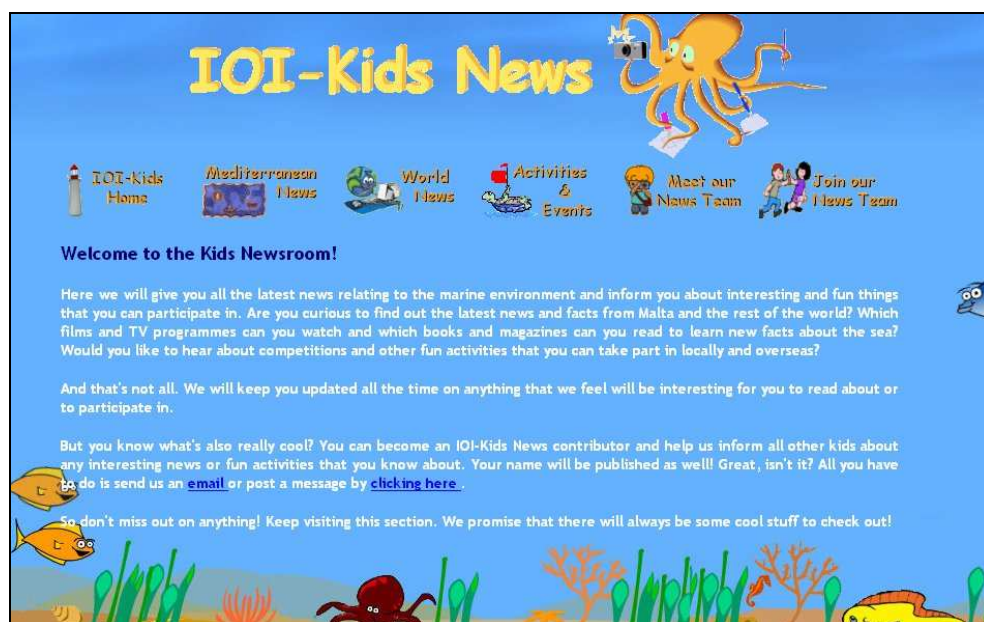 IOI-Kids News
IOI-Kids
Home
Mediterranean
News
World
News
Activities
&
Events
Meet our
News Team
Join our
News Team
Welcome to the Kids Newsroom!
Here we will give you all the latest news relating to the marine environment and inform you about interesting and fun things
that you can participate in. Are you curious to find out the latest news and facts from Malta and the rest of the world? Which
films and TV programmes can you watch and which books and magazines can you read to learn new facts about the sea?
Would you like to hear about competitions and other fun activities that you can take part in locally and overseas?
And that's not all. We will keep you updated all the time on anything that we feel will be interesting for you to read about or
to participate in.
But you know what's also really cool? You can become an IOI-Kids News contributor and help us inform all other kids about
any interesting news or fun activities that you know about. Your name will be published as well! Great, isn't it? All you have
to do is send us an email or post a message by clicking here .
So don't miss out on anything! Keep visiting this section. We promise that there will always be some cool stuff to check out!